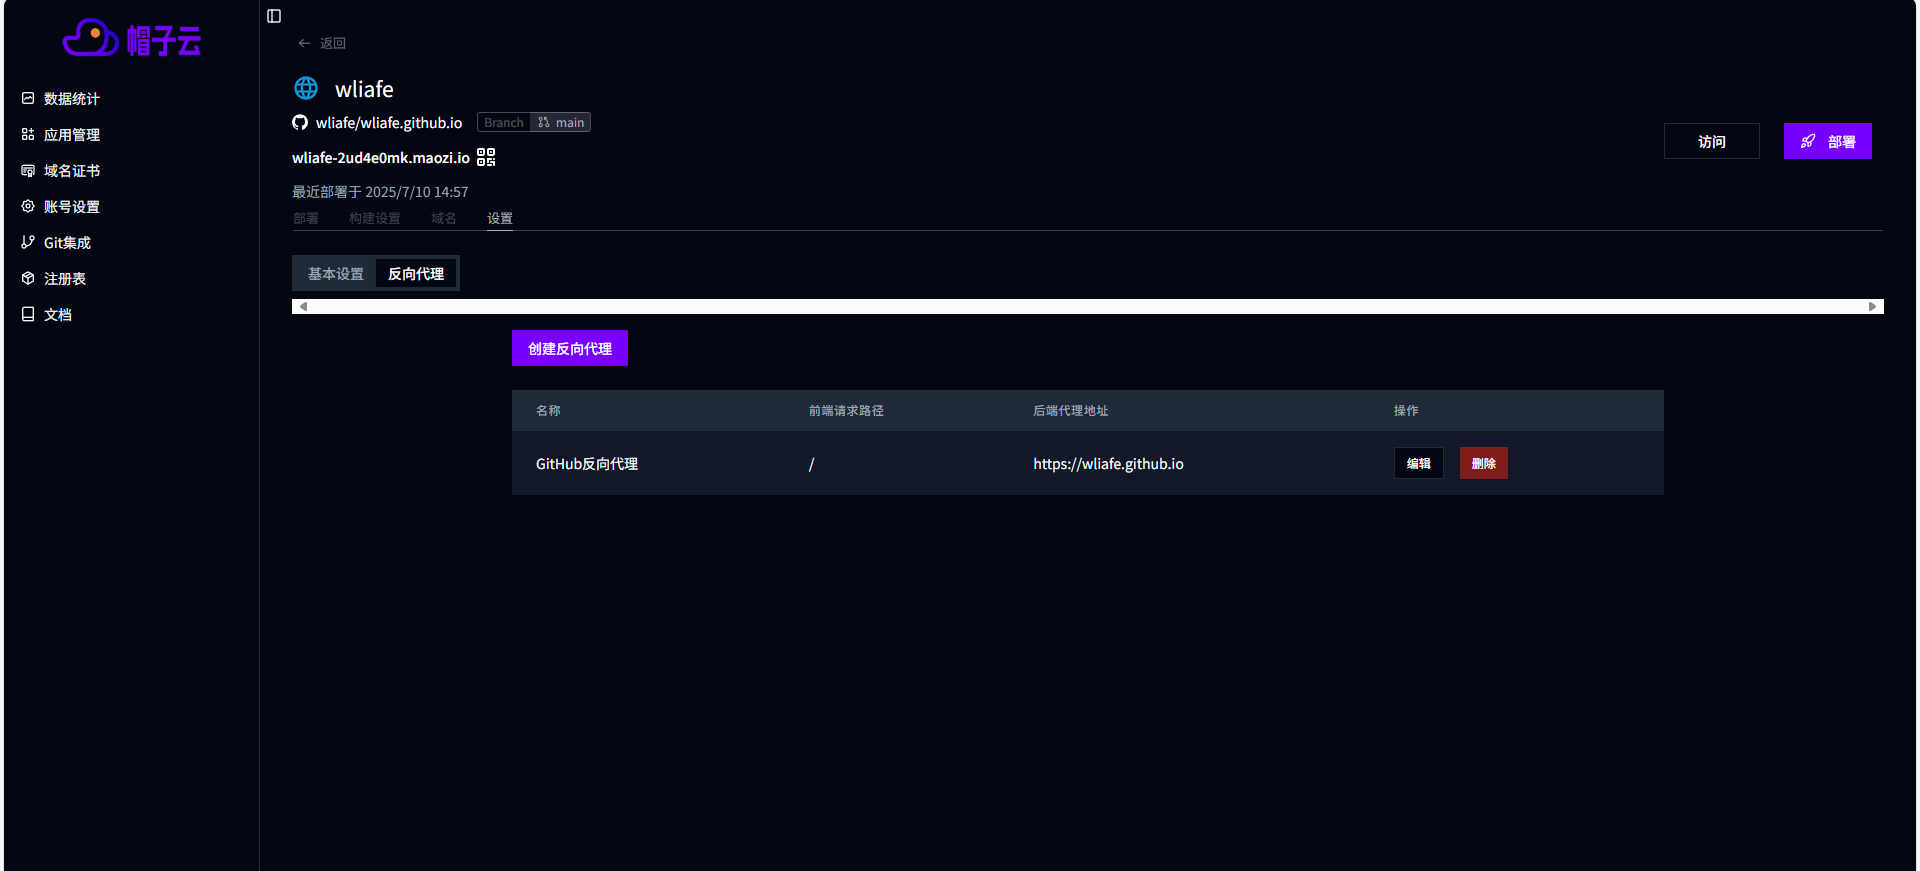 帽子云
数据统计
应用管理
域名证书
账号设置
Git集成
注册表
文档
返回
wliafe
wliafe/wliafe.github.io Branch main
wliafe-2ud4e0mk.maozi.io
最近部署于 2025/7/10 14:57
访问 部署
部署 构建设置 域名 设置
基本设置 反向代理
创建反向代理
名称 前端请求路径 后端代理地址 操作
GitHub反向代理 / https://wliafe.github.io 编辑 删除